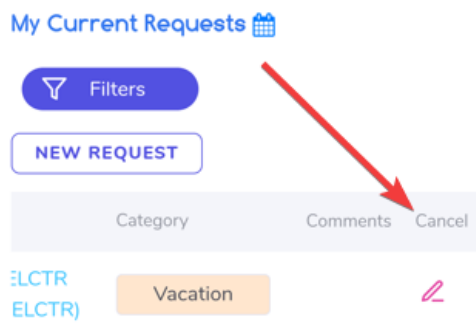 My Current Requests
Filters
NEW REQUEST
Category Comments Cancel
ELCTR
ELCTR)
Vacation